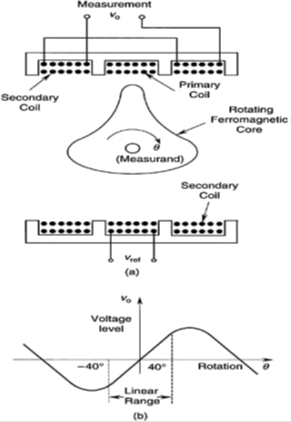 Measurement
vo
Secondary
Coil
Primary
Coil
Rotating
Ferromagnetic
Core
θ
(Measurand)
Secondary
Coil
vref
(a)
vo
Voltage
level
−40°
40°
Rotation
θ
Linear
Range
(b)